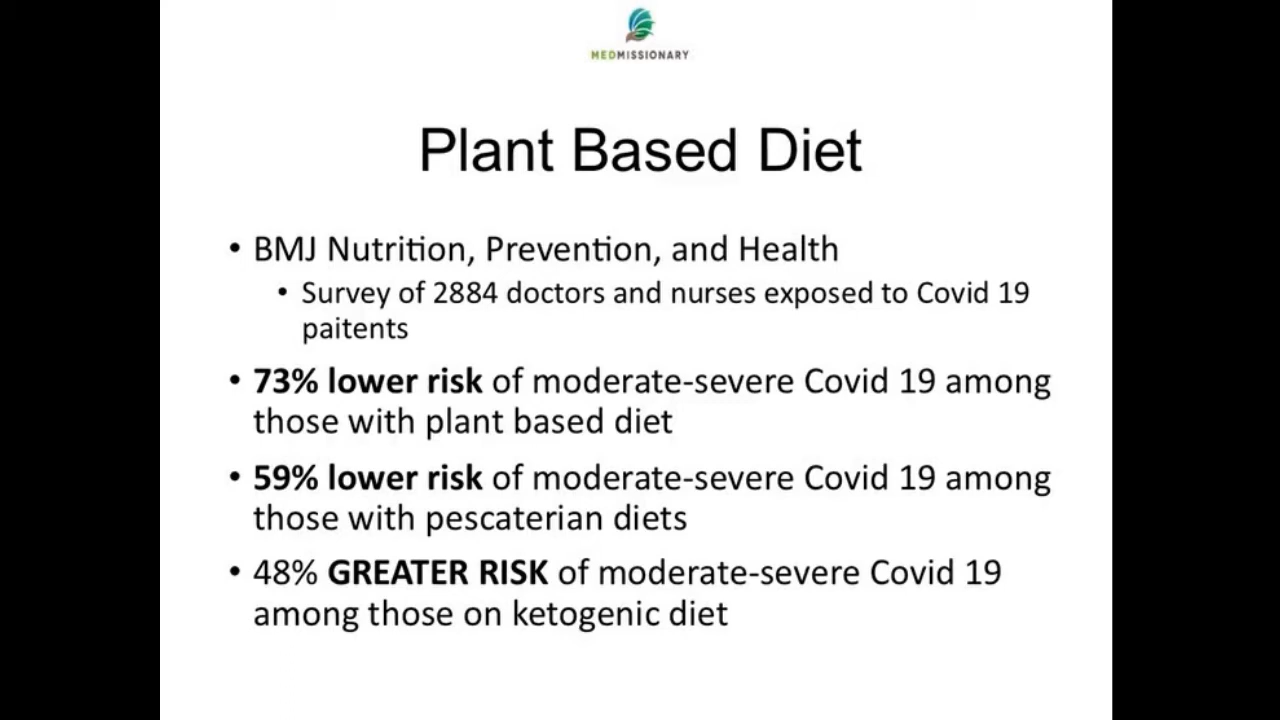 MEDMISSIONARY
Plant Based Diet
• BMJ Nutrition, Prevention, and Health
• Survey of 2884 doctors and nurses exposed to Covid 19
paitents
• 73% lower risk of moderate-severe Covid 19 among
those with plant based diet
• 59% lower risk of moderate-severe Covid 19 among
those with pescaterian diets
• 48% GREATER RISK of moderate-severe Covid 19
among those on ketogenic diet